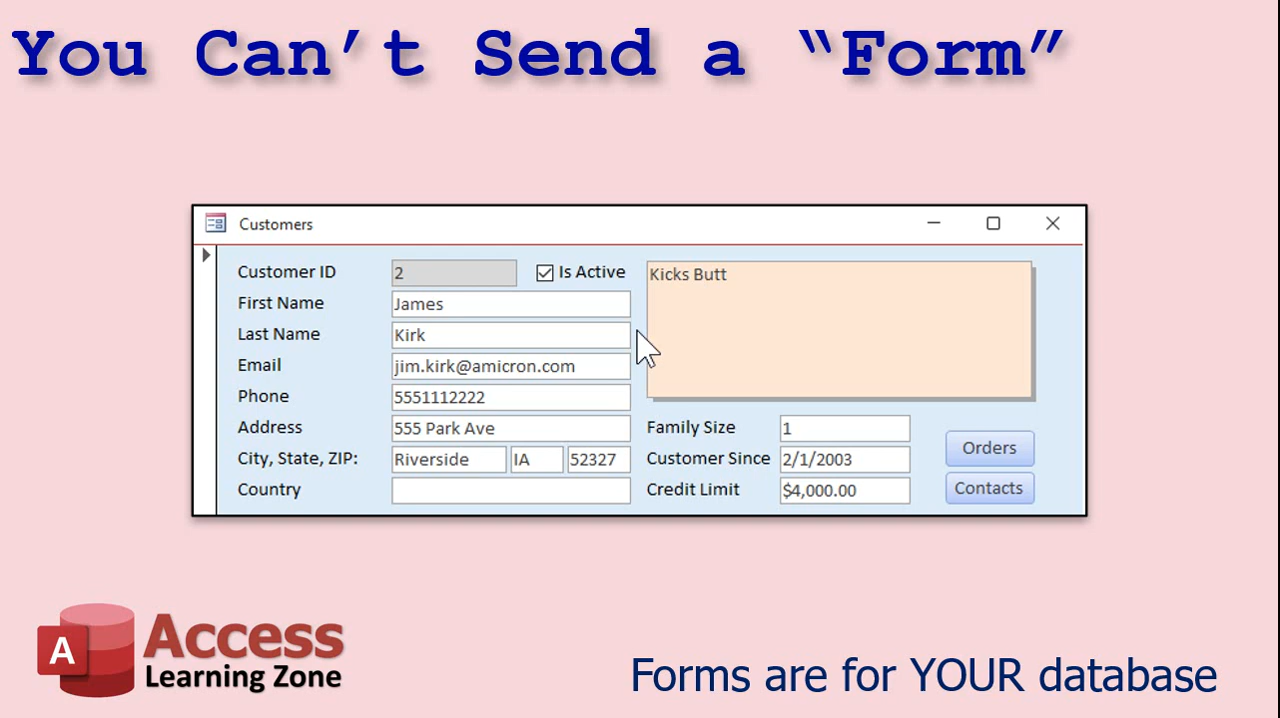 You Can’t Send a “Form”
Customers
Customer ID 2 Is Active Kicks Butt
First Name James
Last Name Kirk
Email jim.kirk@amicron.com
Phone 5551112222
Address 555 Park Ave Family Size 1
City, State, ZIP: Riverside IA 52327 Customer Since 2/1/2003 Orders
Country Credit Limit $4,000.00 Contacts
A Access
Learning Zone
Forms are for YOUR database